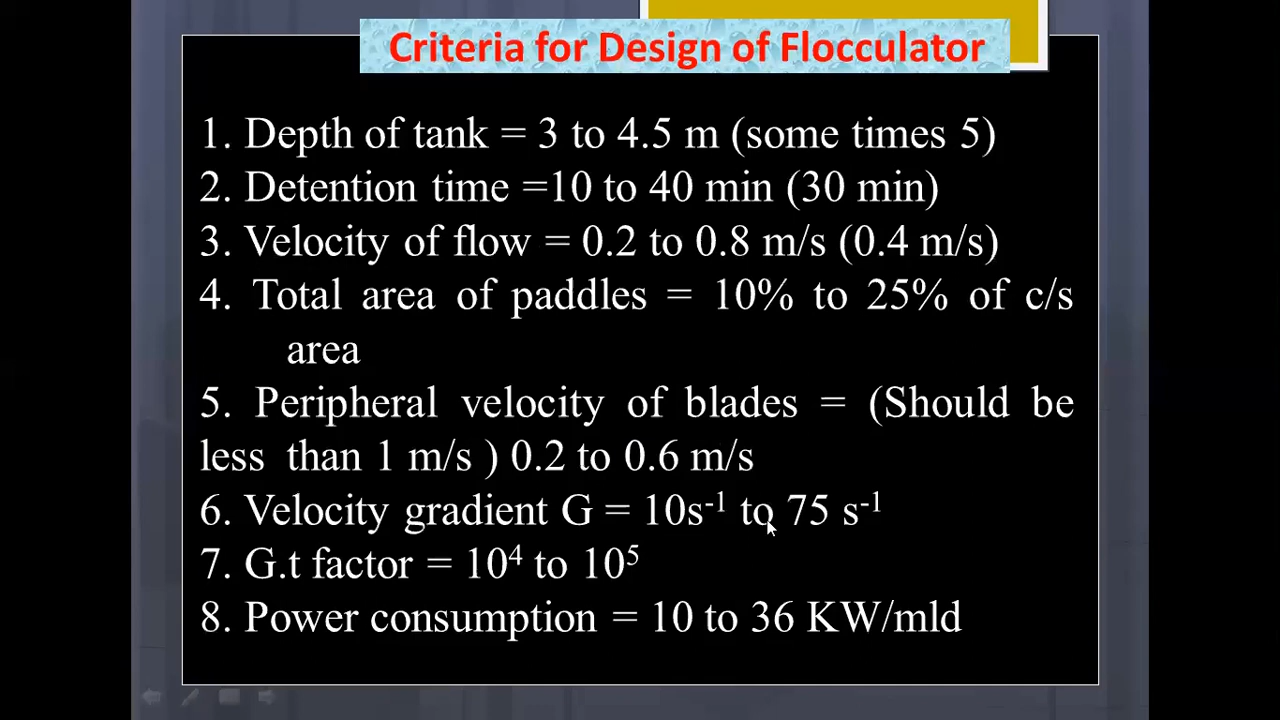 Criteria for Design of Flocculator
1. Depth of tank = 3 to 4.5 m (some times 5)
2. Detention time =10 to 40 min (30 min)
3. Velocity of flow = 0.2 to 0.8 m/s (0.4 m/s)
4. Total area of paddles = 10% to 25% of c/s
area
5. Peripheral velocity of blades = (Should be
less than 1 m/s ) 0.2 to 0.6 m/s
6. Velocity gradient G = 10s⁻¹ to 75 s⁻¹
7. G.t factor = 10⁴ to 10⁵
8. Power consumption = 10 to 36 KW/mld